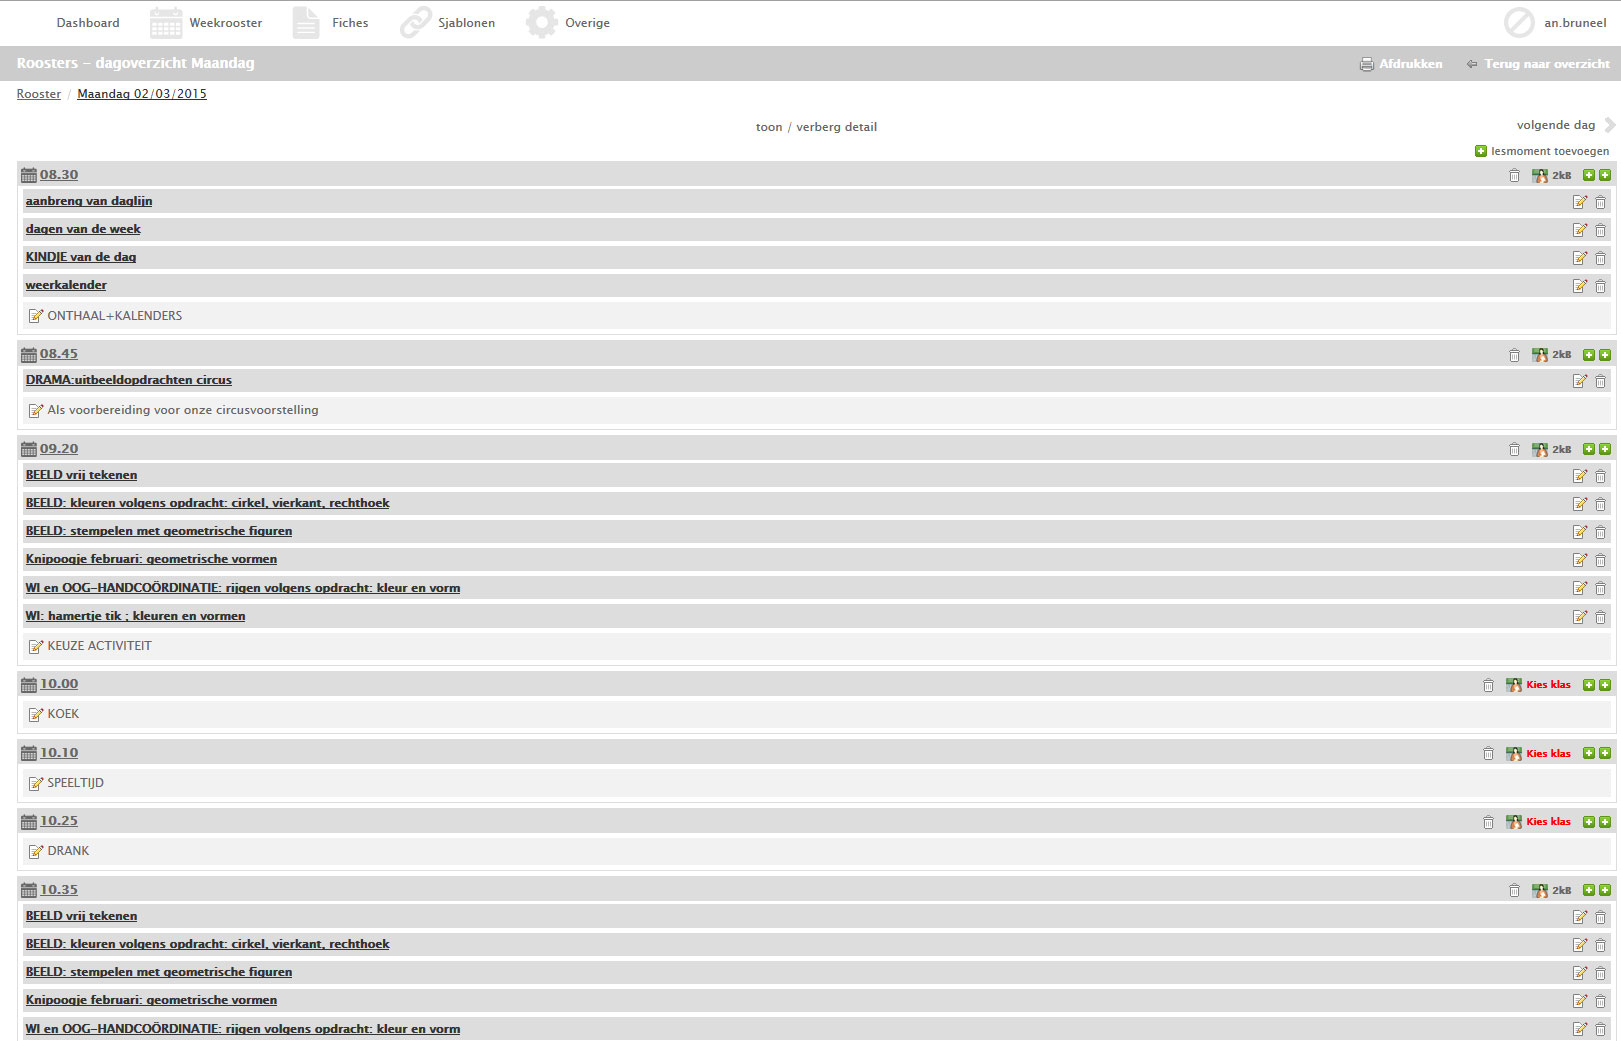 Dashboard Weekrooster Fiches Sjablonen Overige an.bruneel
Roosters – dagoverzicht Maandag Afdrukken Terug naar overzicht
Rooster / Maandag 02/03/2015
toon / verberg detail volgende dag
lesmoment toevoegen
08.30 2kB
aanbreng van daglijn
dagen van de week
KINDJE van de dag
weerkalender
ONTHAAL+KALENDERS
08.45 2kB
DRAMA:uitbeeldopdrachten circus
Als voorbereiding voor onze circusvoorstelling
09.20 2kB
BEELD vrij tekenen
BEELD: kleuren volgens opdracht: cirkel, vierkant, rechthoek
BEELD: stempelen met geometrische figuren
Knipoogje februari: geometrische vormen
WI en OOG-HANDCOÖRDINATIE: rijgen volgens opdracht: kleur en vorm
WI: hamertje tik ; kleuren en vormen
KEUZE ACTIVITEIT
10.00 Kies klas
KOEK
10.10 Kies klas
SPEELTIJD
10.25 Kies klas
DRANK
10.35 2kB
BEELD vrij tekenen
BEELD: kleuren volgens opdracht: cirkel, vierkant, rechthoek
BEELD: stempelen met geometrische figuren
Knipoogje februari: geometrische vormen
WI en OOG-HANDCOÖRDINATIE: rijgen volgens opdracht: kleur en vorm